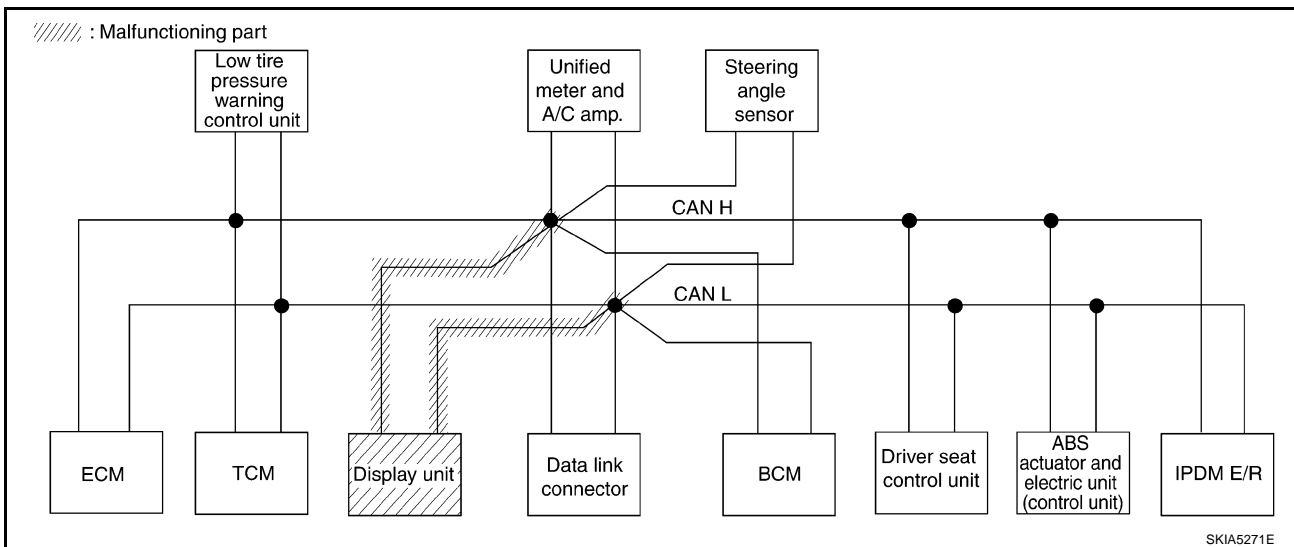 : Malfunctioning part
Low tire
pressure
warning
control unit
Unified
meter and
A/C amp.
Steering
angle
sensor
CAN H
CAN L
ECM
TCM
Display unit
Data link
connector
BCM
Driver seat
control unit
ABS
actuator and
electric unit
(control unit)
IPDM E/R
SKIA5271E